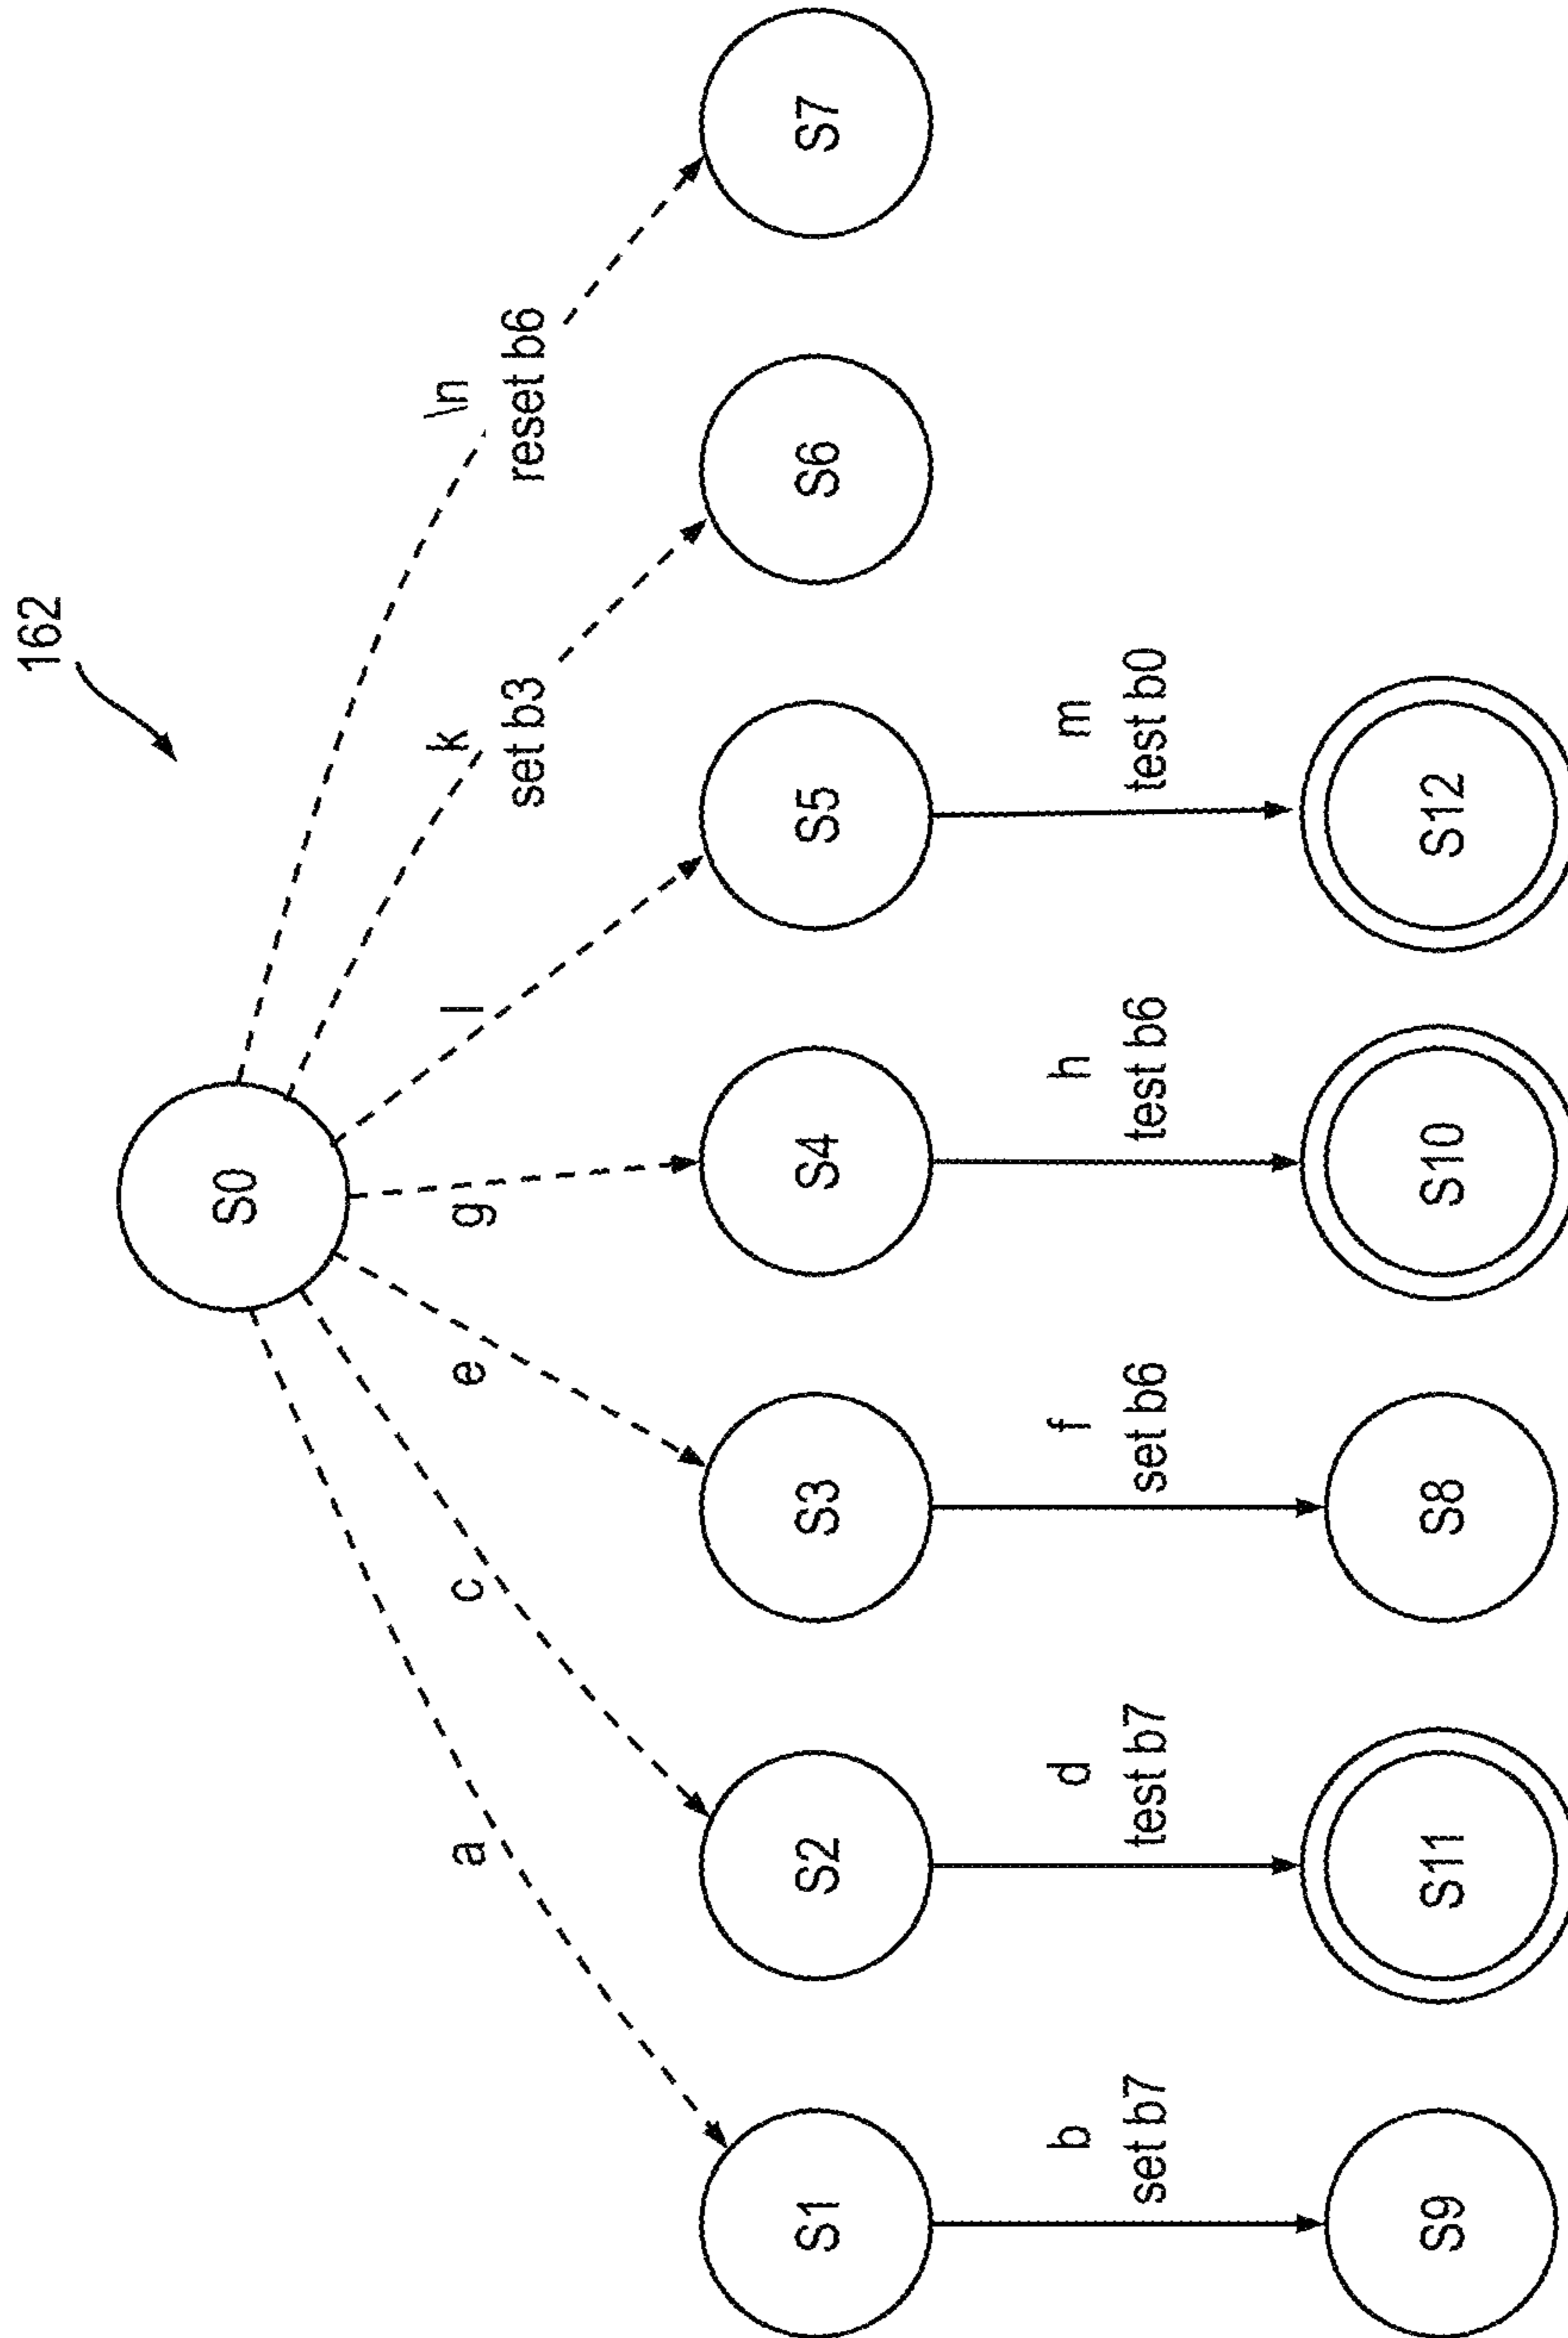 162
S0
a
c
e
g
l
k
set b3
\n
reset b6
S1
S2
S3
S4
S5
S6
S7
b
set b7
d
test b7
f
set b6
h
test b6
m
test b0
S9
S11
S8
S10
S12